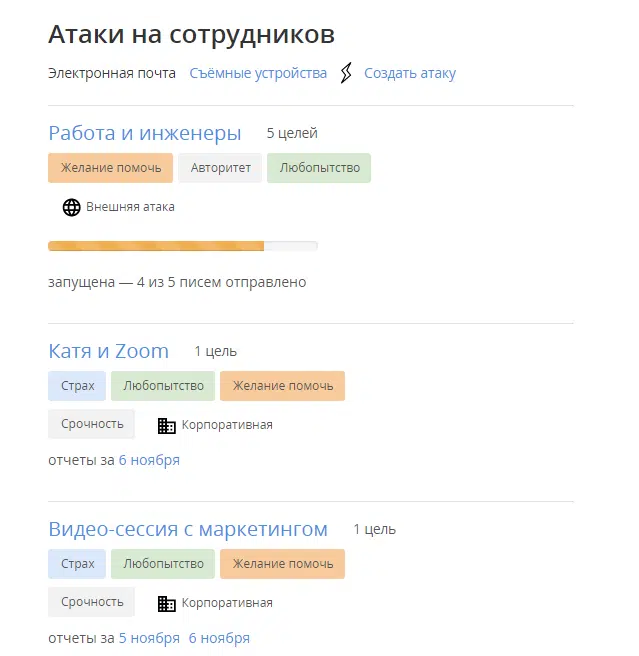 Атаки на сотрудников
Электронная почта Съёмные устройства Создать атаку
Работа и инженеры 5 целей
Желание помочь Авторитет Любопытство
Внешняя атака
запущена — 4 из 5 писем отправлено
Катя и Zoom 1 цель
Страх Любопытство Желание помочь
Срочность Корпоративная
отчеты за 6 ноября
Видео-сессия с маркетингом 1 цель
Страх Любопытство Желание помочь
Срочность Корпоративная
отчеты за 5 ноября 6 ноября